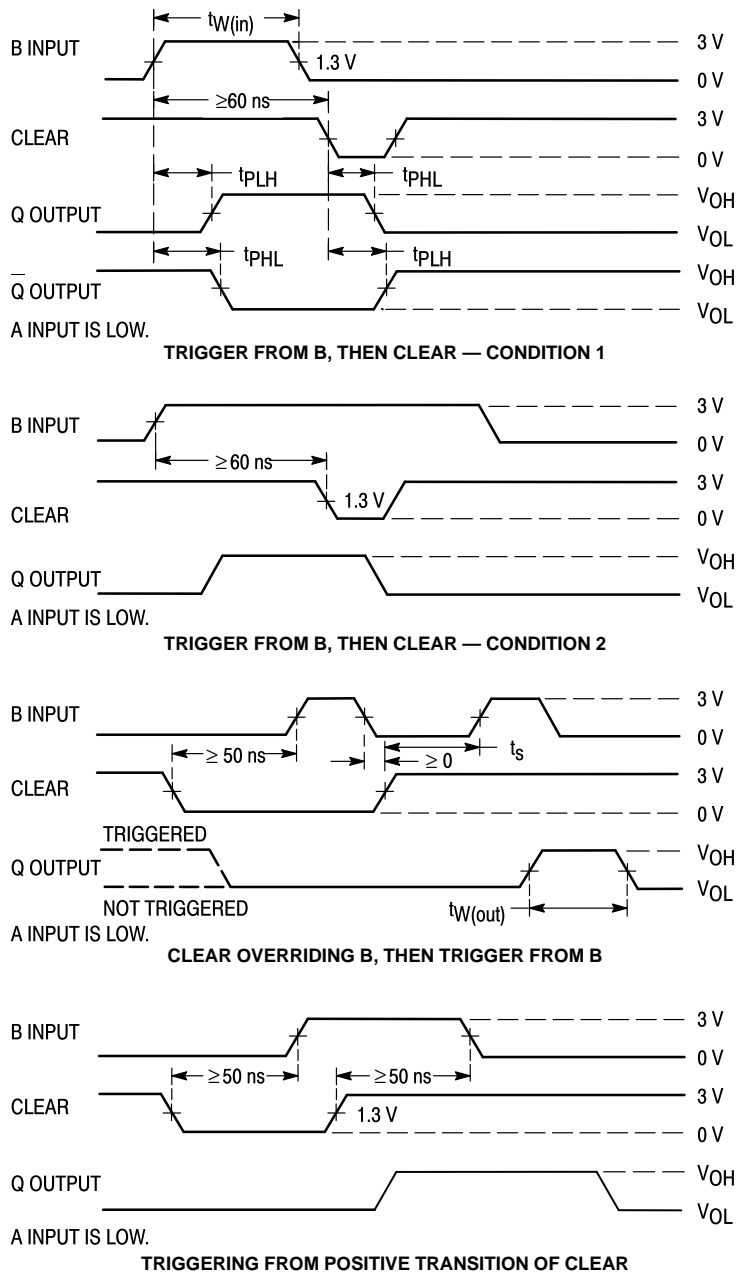 tW(in)
B INPUT
3 V
1.3 V
0 V
≥60 ns
3 V
CLEAR
0 V
tPLH
tPHL
VOH
Q OUTPUT
VOL
tPHL
tPLH
VOH
Q̅ OUTPUT
VOL
A INPUT IS LOW.
TRIGGER FROM B, THEN CLEAR — CONDITION 1
3 V
B INPUT
0 V
≥ 60 ns
3 V
1.3 V
CLEAR
0 V
VOH
Q OUTPUT
VOL
A INPUT IS LOW.
TRIGGER FROM B, THEN CLEAR — CONDITION 2
3 V
B INPUT
0 V
≥ 50 ns
≥ 0
ts
3 V
CLEAR
0 V
TRIGGERED
VOH
Q OUTPUT
VOL
NOT TRIGGERED
tW(out)
A INPUT IS LOW.
CLEAR OVERRIDING B, THEN TRIGGER FROM B
3 V
B INPUT
0 V
≥50 ns
≥50 ns
3 V
CLEAR
1.3 V
0 V
VOH
Q OUTPUT
VOL
A INPUT IS LOW.
TRIGGERING FROM POSITIVE TRANSITION OF CLEAR